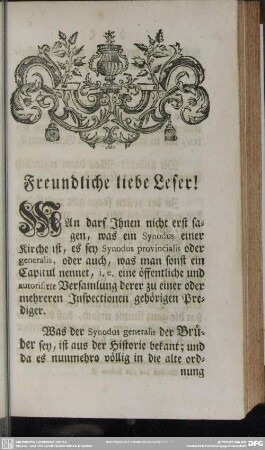 Freundliche liebe Leser!
MAn darf Ihnen nicht erst sa-
gen, was ein Synodus einer
Kirche ist, es sey Synodus provincialis oder
generalis, oder auch, was man sonst ein
Capitul nennet, i. e. eine öffentliche und
autorisirte Versamlung derer zu einer oder
mehreren Inspectionen gehörigen Pre-
diger.
Was der Synodus generalis der Brü-
der sey, ist aus der Historie bekant; und
da es nunmehro völlig in die alte ord-
nung